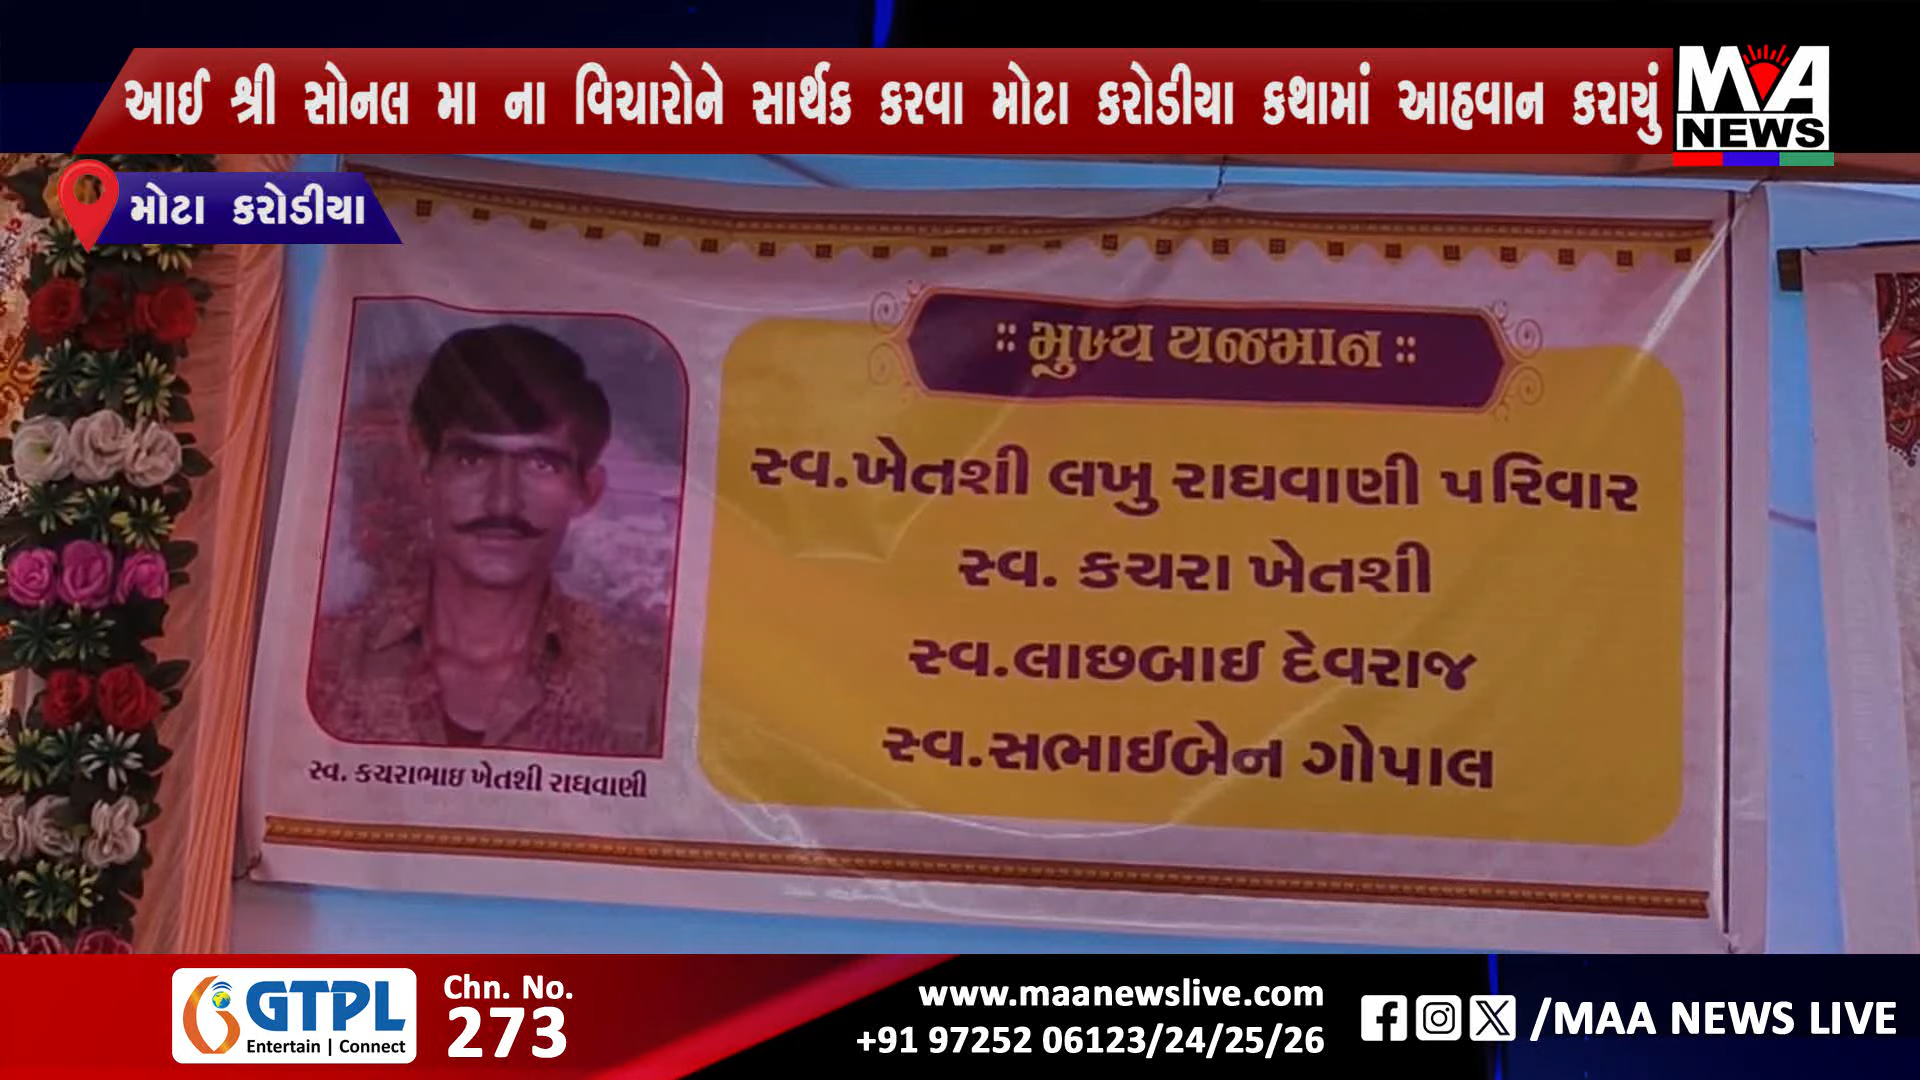 આઈ શ્રી સોનલ મા ના વિચારોને સાર્થક કરવા મોટા કરોડીયા કથામાં આહવાન કરાયું
MAA
NEWS
મોટા કરોડીયા
:: મુખ્ય યજમાન ::
સ્વ.ખેતશી લખુ રાઘવાણી પરિવાર
સ્વ. કચરા ખેતશી
સ્વ.લાછબાઇ દેવરાજ
સ્વ.સભાઈબેન ગોપાલ
સ્વ. કચરાભાઇ ખેતશી રાઘવાણી
GTPL
Entertain | Connect
Chn. No.
273
www.maanewslive.com
+91 97252 06123/24/25/26
/MAA NEWS LIVE